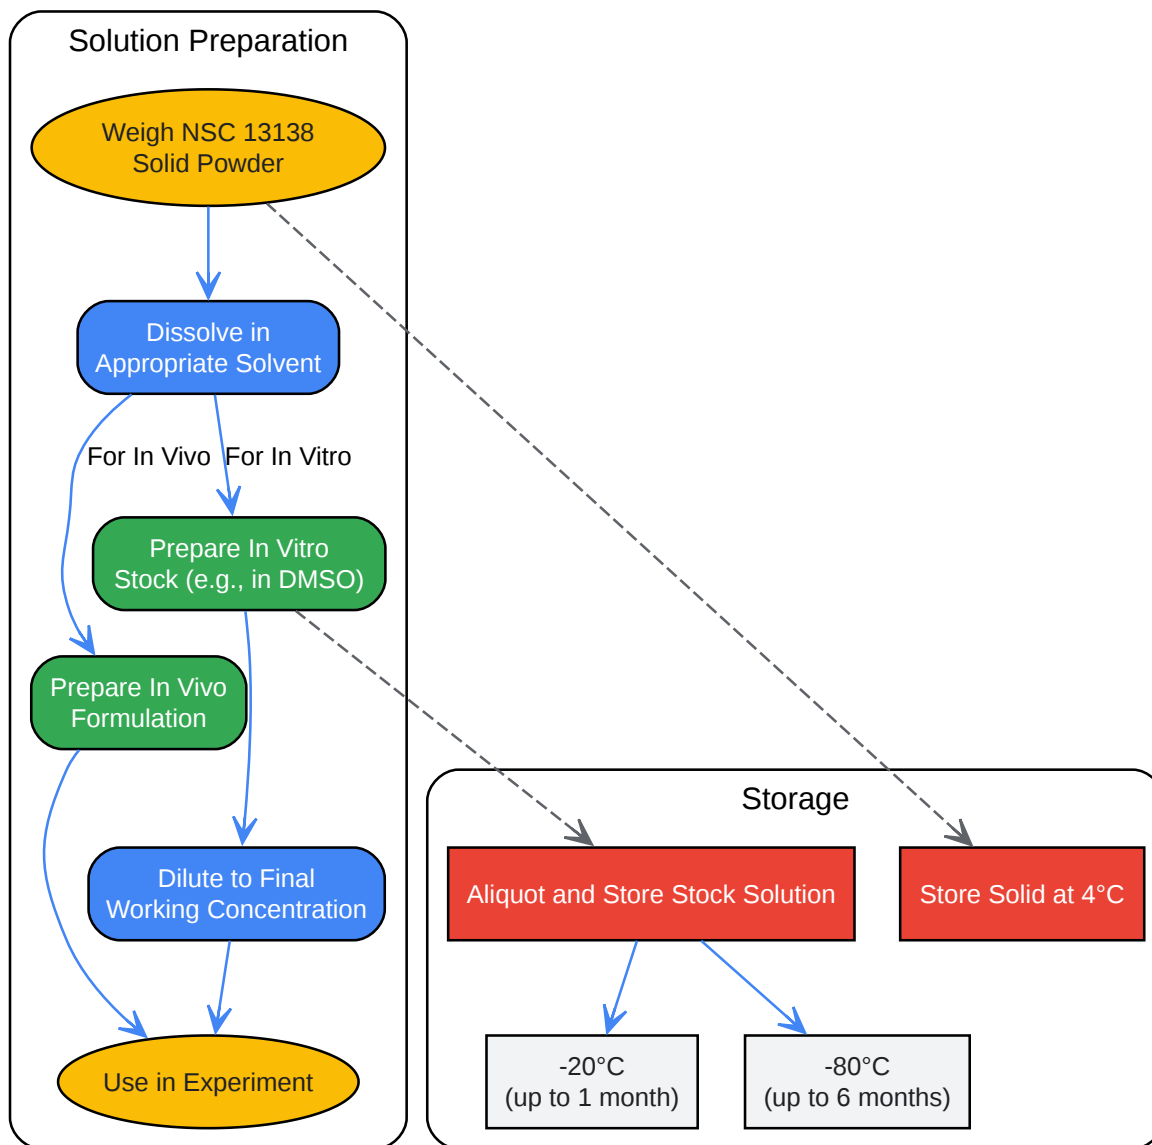 Solution Preparation
Weigh NSC 13138
Solid Powder
Dissolve in
Appropriate Solvent
For In Vivo
For In Vitro
Prepare In Vitro
Stock (e.g., in DMSO)
Prepare In Vivo
Formulation
Dilute to Final
Working Concentration
Use in Experiment
Storage
Aliquot and Store Stock Solution
Store Solid at 4°C
-20°C
(up to 1 month)
-80°C
(up to 6 months)